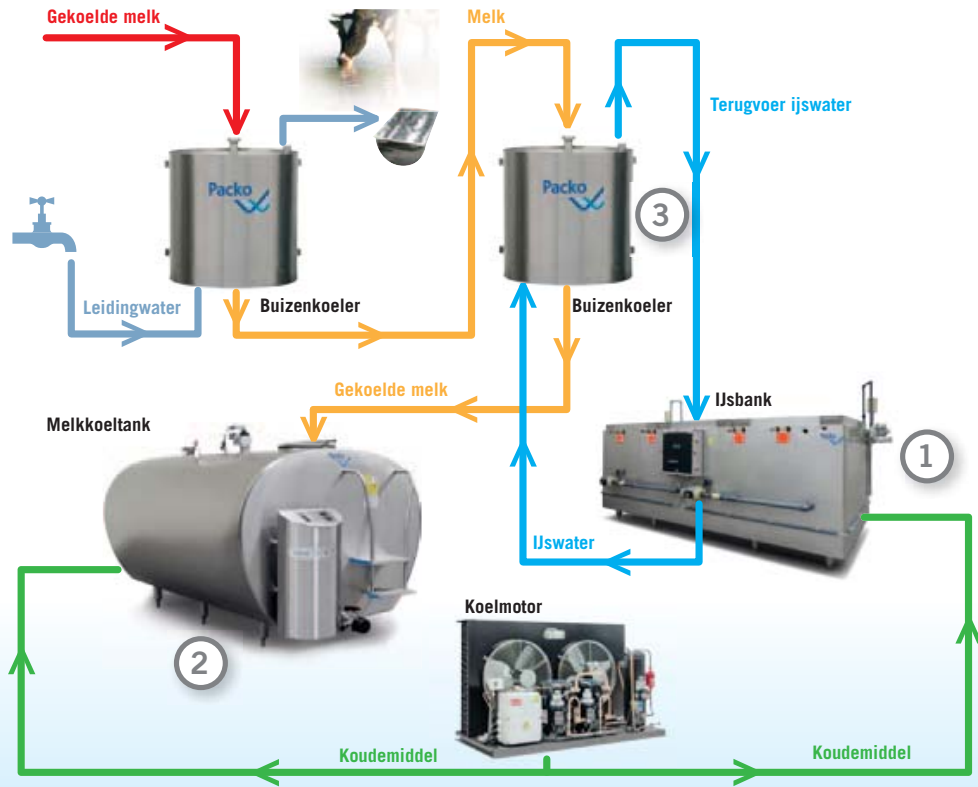 Gekoelde melk
Melk
Terugvoer ijswater
Packo
Packo
3
Leidingwater
Buizenkoeler
Buizenkoeler
Gekoelde melk
Melkkoeltank
IJsbank
1
IJswater
Koelmotor
2
Koudemiddel
Koudemiddel